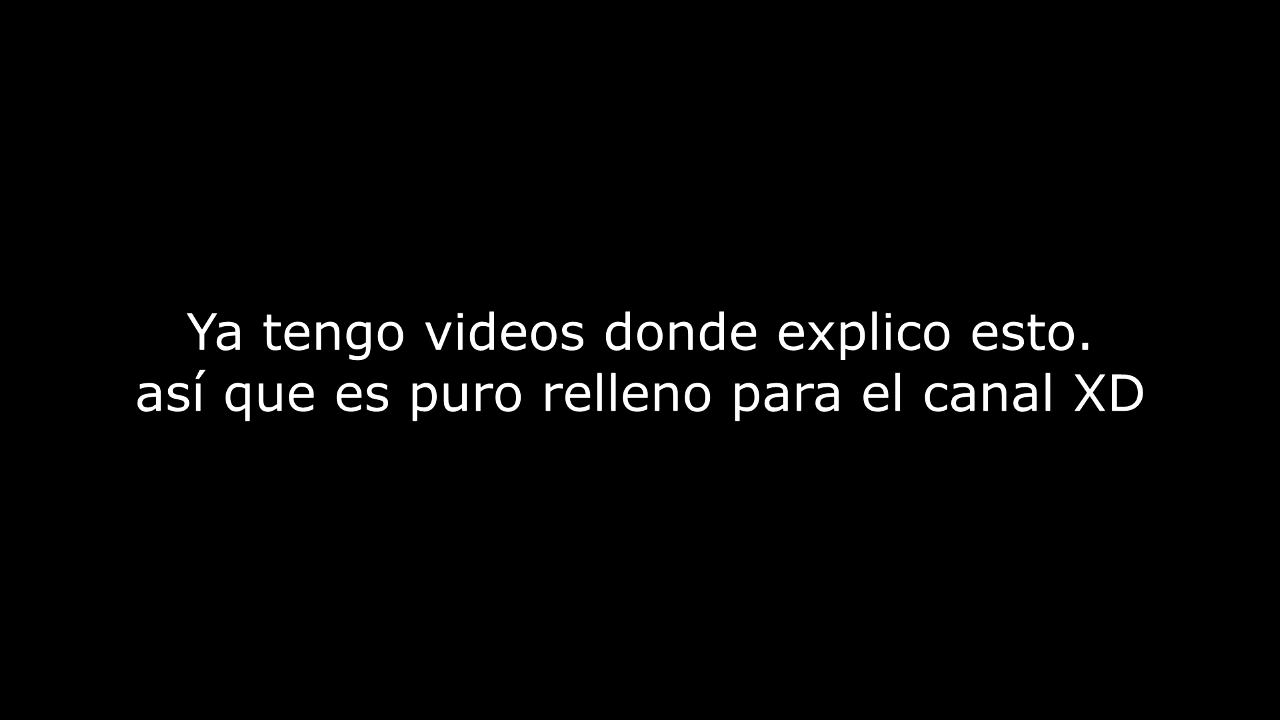 Ya tengo videos donde explico esto.
así que es puro relleno para el canal XD